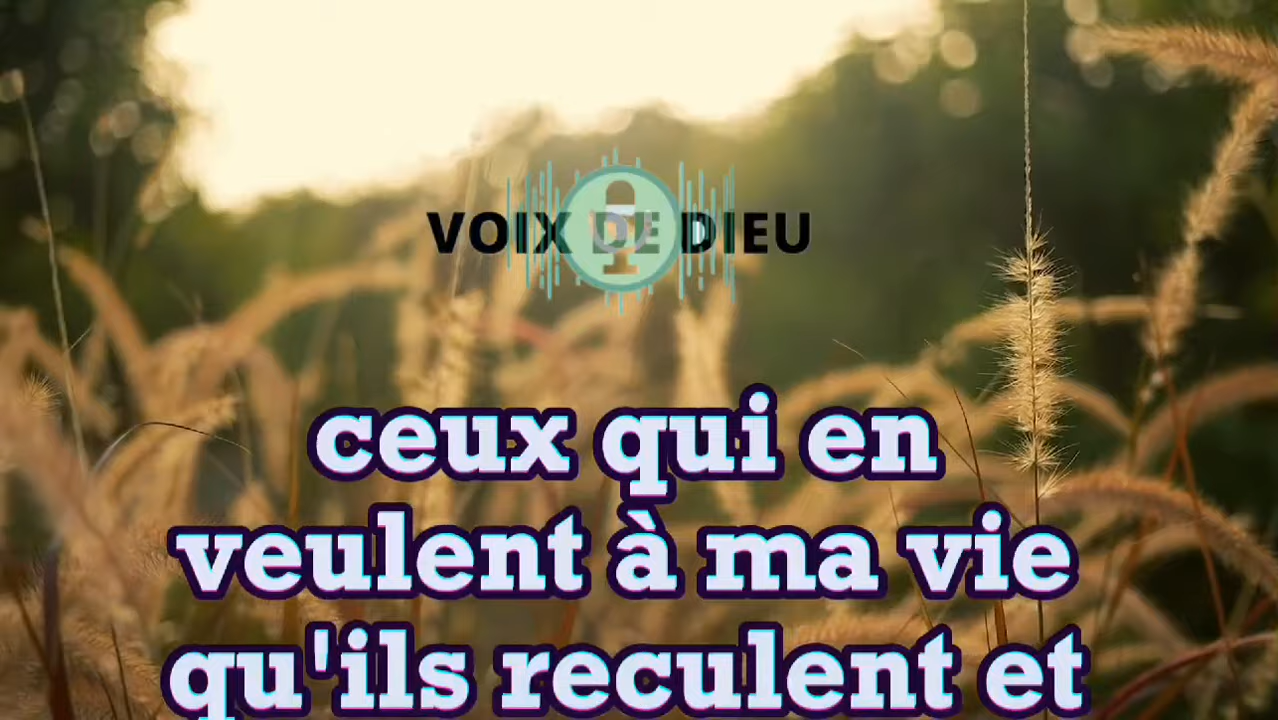 VOIX DE DIEU
ceux qui en
veulent à ma vie
qu'ils reculent et